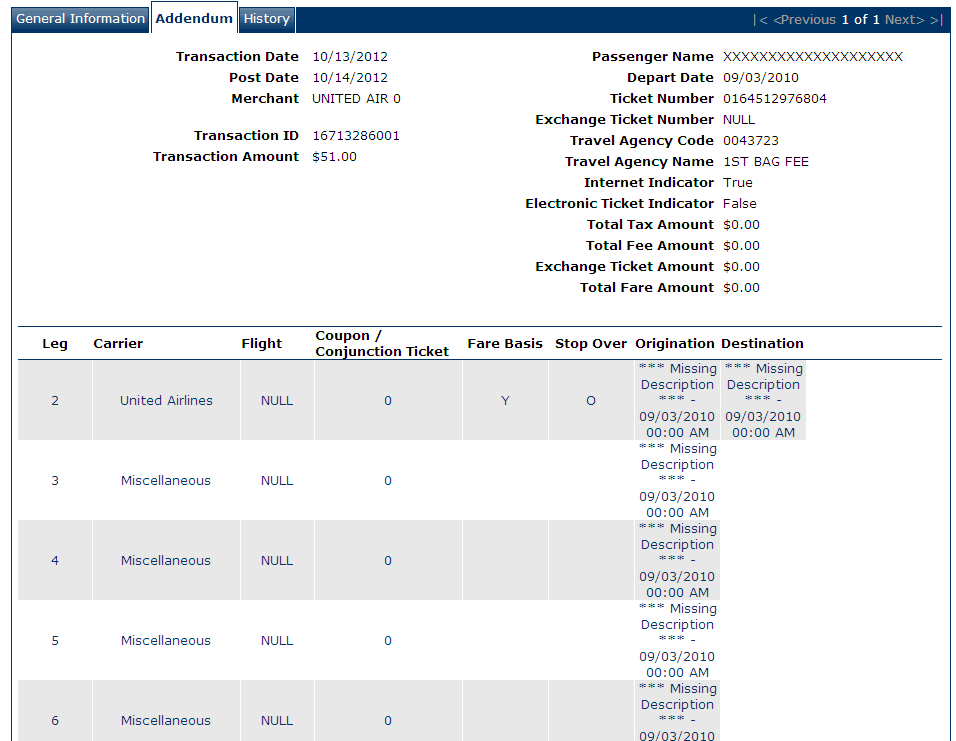 General Information Addendum History |< <Previous 1 of 1 Next> >|
Transaction Date 10/13/2012
Post Date 10/14/2012
Merchant UNITED AIR 0
Transaction ID 16713286001
Transaction Amount $51.00
Passenger Name XXXXXXXXXXXXXXXXXXXX
Depart Date 09/03/2010
Ticket Number 0164512976804
Exchange Ticket Number NULL
Travel Agency Code 0043723
Travel Agency Name 1ST BAG FEE
Internet Indicator True
Electronic Ticket Indicator False
Total Tax Amount $0.00
Total Fee Amount $0.00
Exchange Ticket Amount $0.00
Total Fare Amount $0.00
Leg Carrier Flight Coupon / Conjunction Ticket Fare Basis Stop Over Origination Destination
2 United Airlines NULL 0 Y O
*** Missing *** Missing
Description Description
*** - *** -
09/03/2010 09/03/2010
00:00 AM 00:00 AM
3 Miscellaneous NULL 0
*** Missing
Description
*** -
09/03/2010
00:00 AM
4 Miscellaneous NULL 0
*** Missing
Description
*** -
09/03/2010
00:00 AM
5 Miscellaneous NULL 0
*** Missing
Description
*** -
09/03/2010
00:00 AM
6 Miscellaneous NULL 0
*** Missing
Description
*** -
09/03/2010